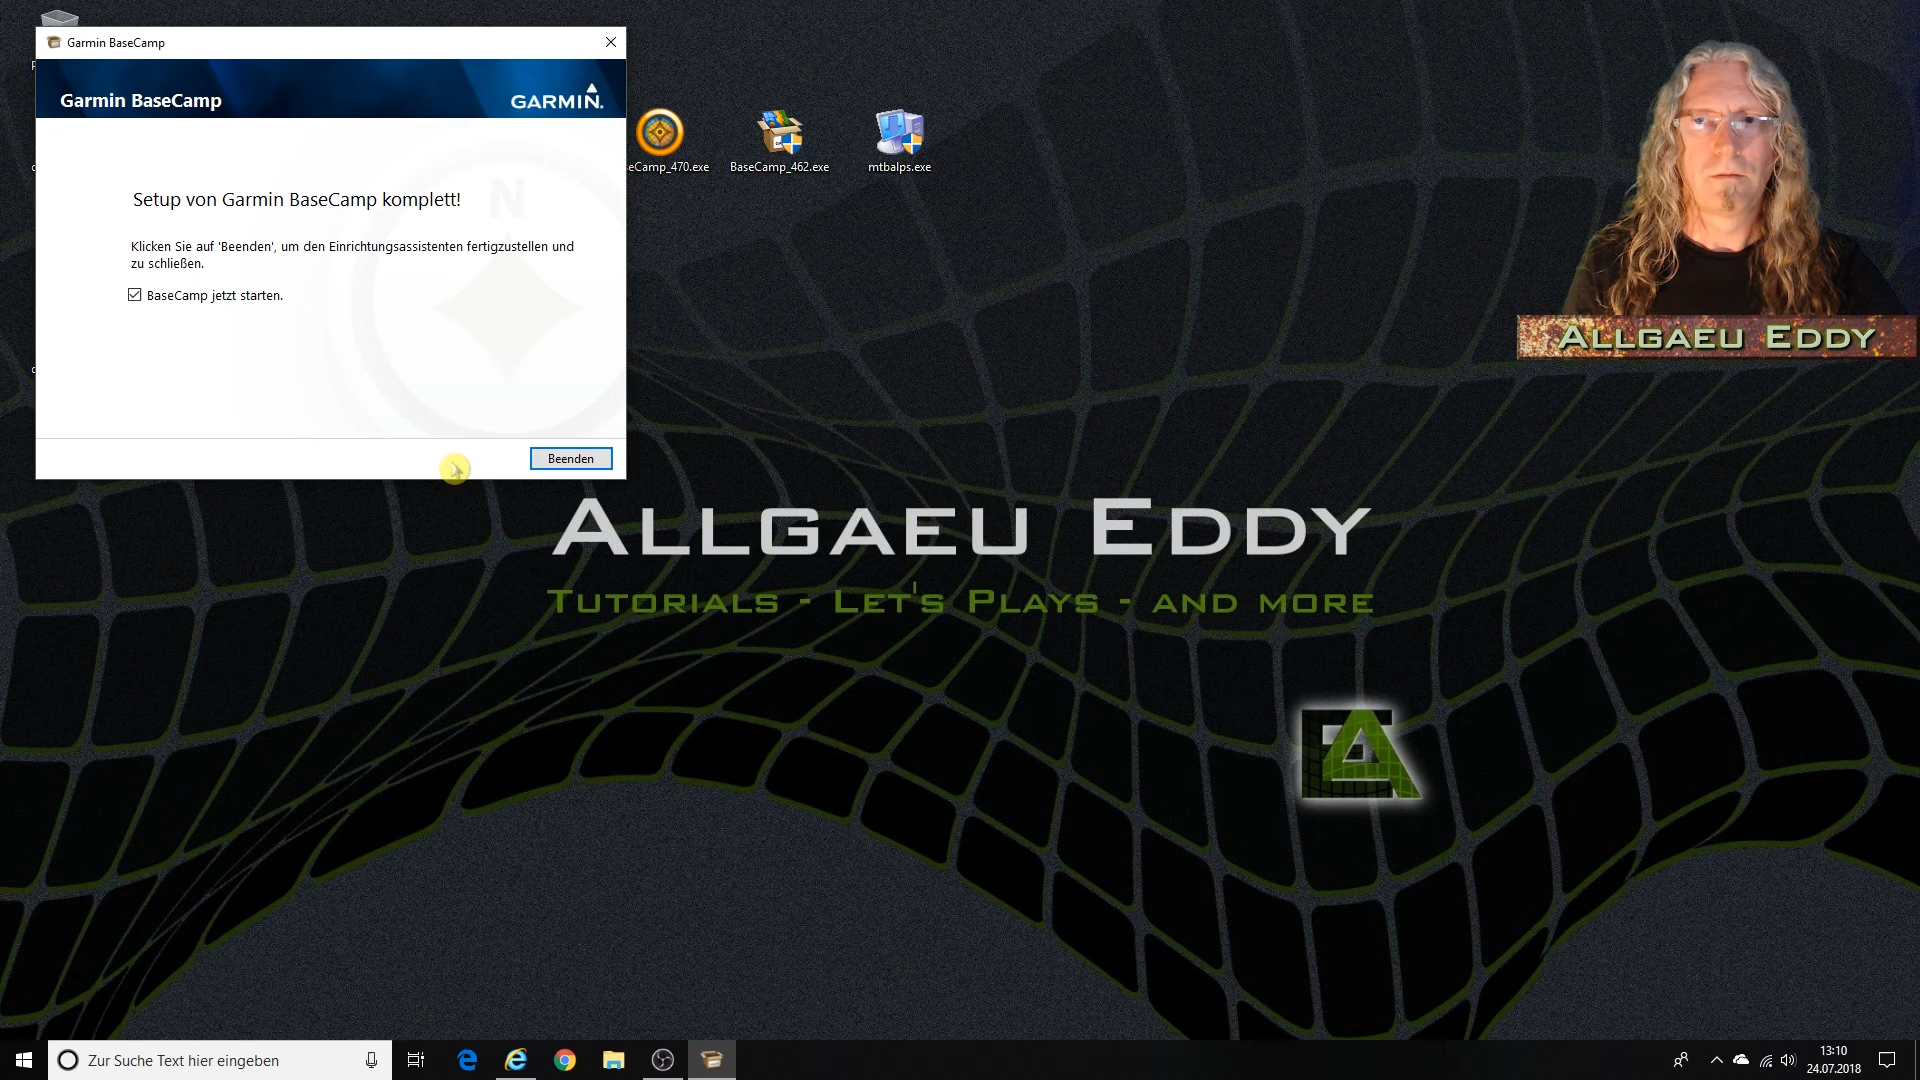 Garmin BaseCamp
Garmin BaseCamp
GARMIN.
N
Setup von Garmin BaseCamp komplett!
Klicken Sie auf 'Beenden', um den Einrichtungsassistenten fertigzustellen und
zu schließen.
BaseCamp jetzt starten.
Beenden
eCamp_470.exe
BaseCamp_462.exe
mtbalps.exe
ALLGAEU EDDY
ALLGAEU EDDY
TUTORIALS - LET'S PLAYS - AND MORE
EA
Zur Suche Text hier eingeben
13:10
24.07.2018